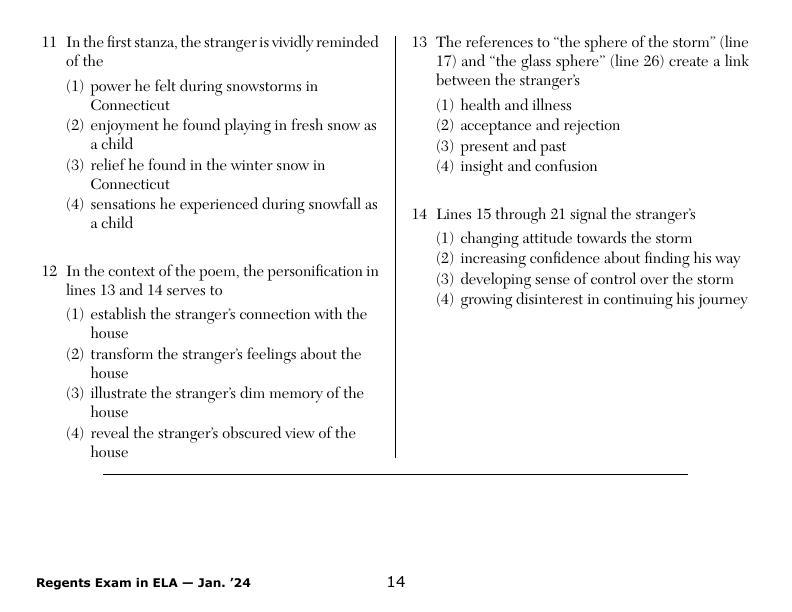 11 In the first stanza, the stranger is vividly reminded
of the
(1) power he felt during snowstorms in
Connecticut
(2) enjoyment he found playing in fresh snow as
a child
(3) relief he found in the winter snow in
Connecticut
(4) sensations he experienced during snowfall as
a child
12 In the context of the poem, the personification in
lines 13 and 14 serves to
(1) establish the stranger’s connection with the
house
(2) transform the stranger’s feelings about the
house
(3) illustrate the stranger’s dim memory of the
house
(4) reveal the stranger’s obscured view of the
house
13 The references to “the sphere of the storm” (line
17) and “the glass sphere” (line 26) create a link
between the stranger’s
(1) health and illness
(2) acceptance and rejection
(3) present and past
(4) insight and confusion
14 Lines 15 through 21 signal the stranger’s
(1) changing attitude towards the storm
(2) increasing confidence about finding his way
(3) developing sense of control over the storm
(4) growing disinterest in continuing his journey
Regents Exam in ELA — Jan. ’24
14